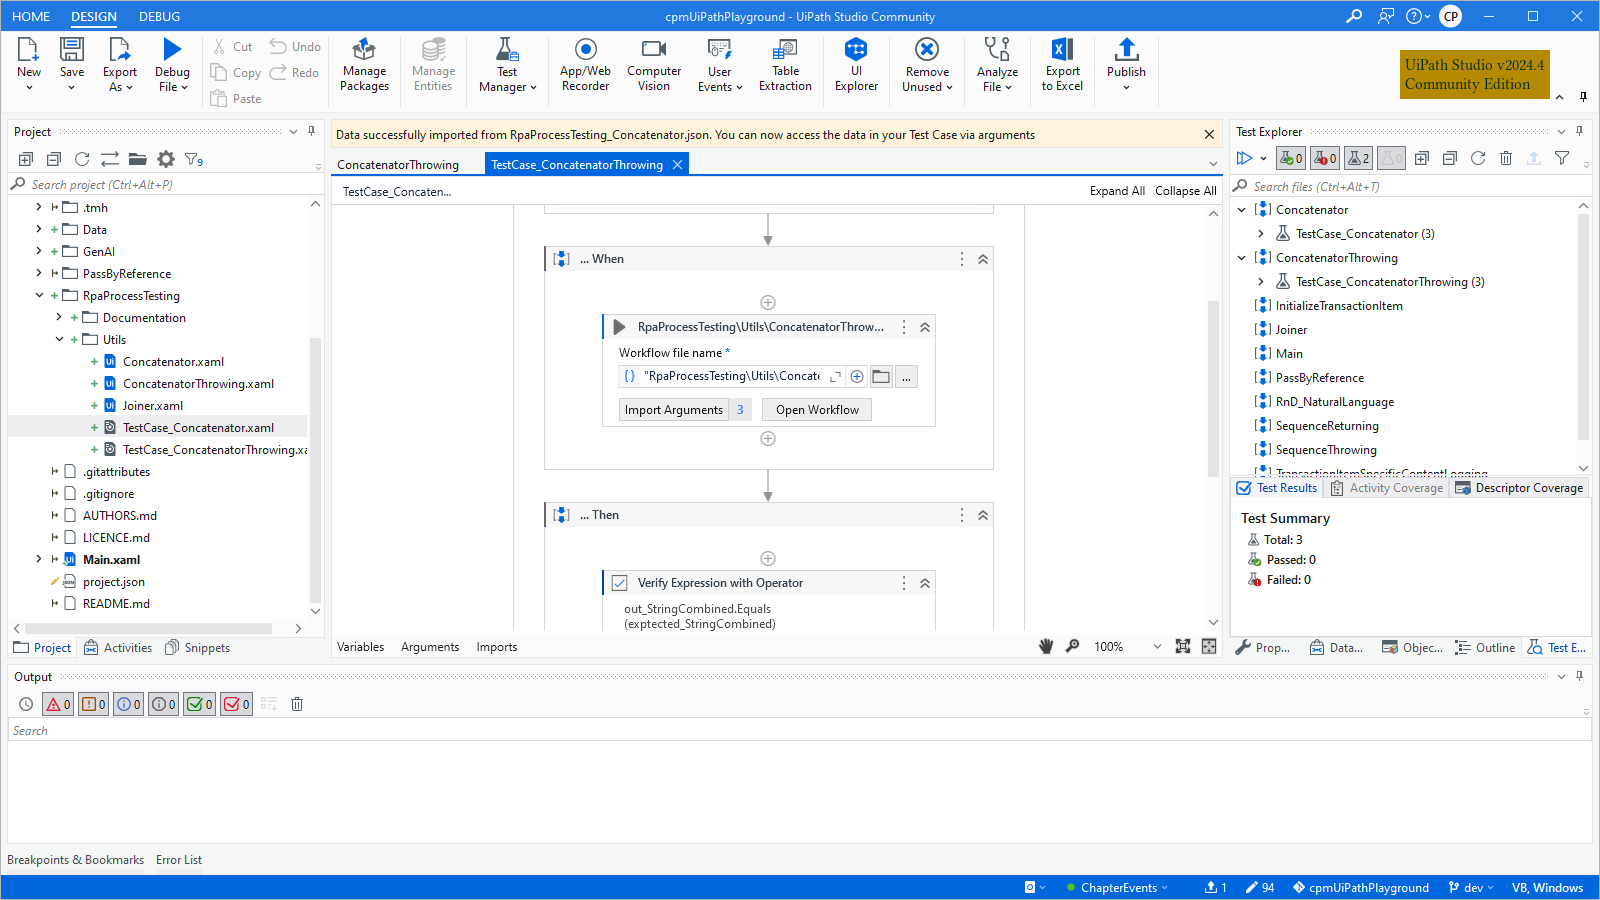 HOME DESIGN DEBUG cpmUiPathPlayground - UiPath Studio Community CP
New Save Export As Debug File Cut Copy Paste Undo Redo
Manage Packages Manage Entities Test Manager App/Web Recorder Computer Vision User Events Table Extraction UI Explorer Remove Unused Analyze File Export to Excel Publish
UiPath Studio v2024.4
Community Edition
Project
9
Search project (Ctrl+Alt+P)
.tmh
Data
GenAI
PassByReference
RpaProcessTesting
Documentation
Utils
Concatenator.xaml
ConcatenatorThrowing.xaml
Joiner.xaml
TestCase_Concatenator.xaml
TestCase_ConcatenatorThrowing.xa
.gitattributes
.gitignore
AUTHORS.md
LICENCE.md
Main.xaml
project.json
README.md
Project Activities Snippets
Data successfully imported from RpaProcessTesting_Concatenator.json. You can now access the data in your Test Case via arguments
ConcatenatorThrowing TestCase_ConcatenatorThrowing
TestCase_Concaten... Expand All Collapse All
... When
RpaProcessTesting\Utils\ConcatenatorThrow...
Workflow file name *
{} "RpaProcessTesting\Utils\Concate ...
Import Arguments 3 Open Workflow
... Then
Verify Expression with Operator
out_StringCombined.Equals
(exptected_StringCombined)
Variables Arguments Imports 100%
Test Explorer
0 0 2 0
Search files (Ctrl+Alt+T)
Concatenator
TestCase_Concatenator (3)
ConcatenatorThrowing
TestCase_ConcatenatorThrowing (3)
InitializeTransactionItem
Joiner
Main
PassByReference
RnD_NaturalLanguage
SequenceReturning
SequenceThrowing
TransactionItemSpecificContentLogging
Test Results Activity Coverage Descriptor Coverage
Test Summary
Total: 3
Passed: 0
Failed: 0
Prop... Data... Objec... Outline Test E...
Output
0 0 0 0 0 0
Search
Breakpoints & Bookmarks Error List
ChapterEvents 1 94 cpmUiPathPlayground dev VB, Windows